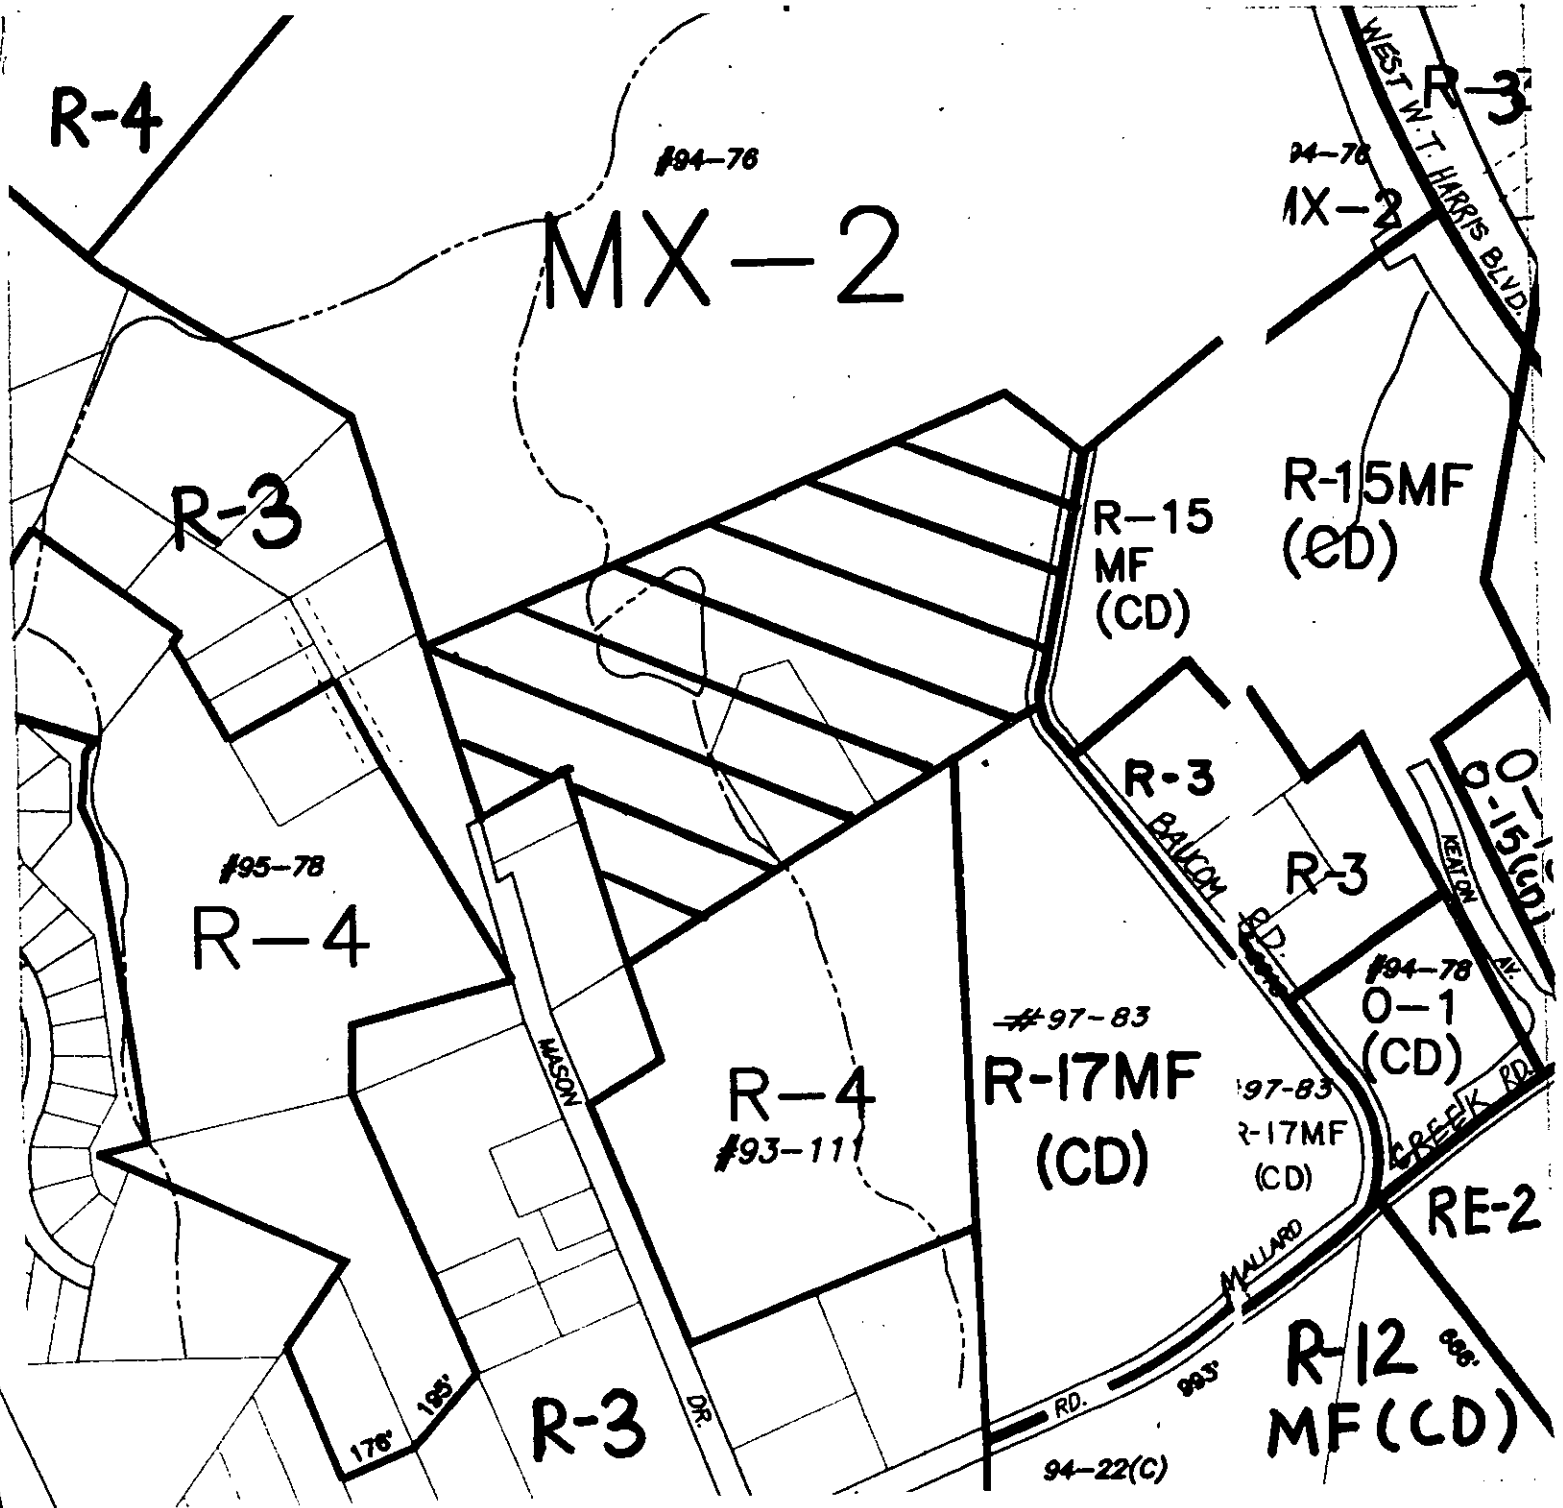 R-4
#94-76
MX-2
WEST W.T. HARRIS BLVD.
R-3
94-76
MX-2
R-3
R-15
MF
(CD)
R-15MF
(CD)
R-3
BAUCOM RD.
R-3
KEATON AV.
O-15(CD)
#95-78
R-4
MASON DR.
#94-78
O-1
(CD)
#97-83
R-17MF
(CD)
97-83
R-17MF
(CD)
R-4
#93-111
MALLARD CREEK RD.
RE-2
R-12
MF(CD)
993'
RD.
195'
176'
R-3
94-22(C)